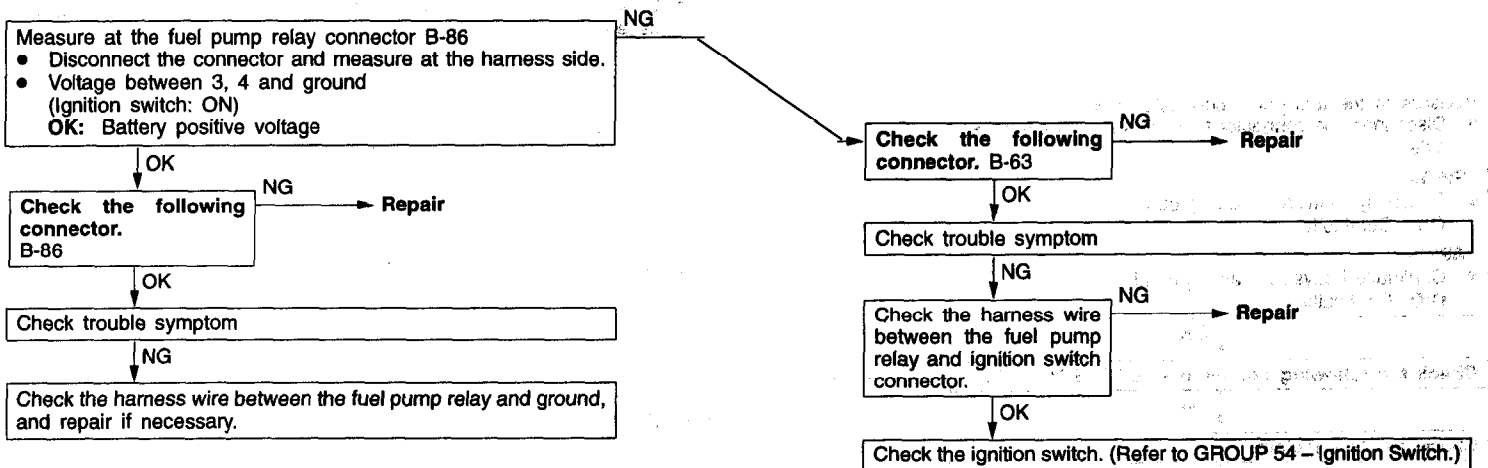 Measure at the fuel pump relay connector B-86
● Disconnect the connector and measure at the harness side.
● Voltage between 3, 4 and ground
(Ignition switch: ON)
OK: Battery positive voltage
NG
OK
Check the following
connector.
B-86
NG
Repair
OK
Check trouble symptom
NG
Check the harness wire between the fuel pump relay and ground,
and repair if necessary.
Check the following
connector. B-63
NG
Repair
OK
Check trouble symptom
NG
Check the harness wire
between the fuel pump
relay and ignition switch
connector.
NG
Repair
OK
Check the ignition switch. (Refer to GROUP 54 – Ignition Switch.)